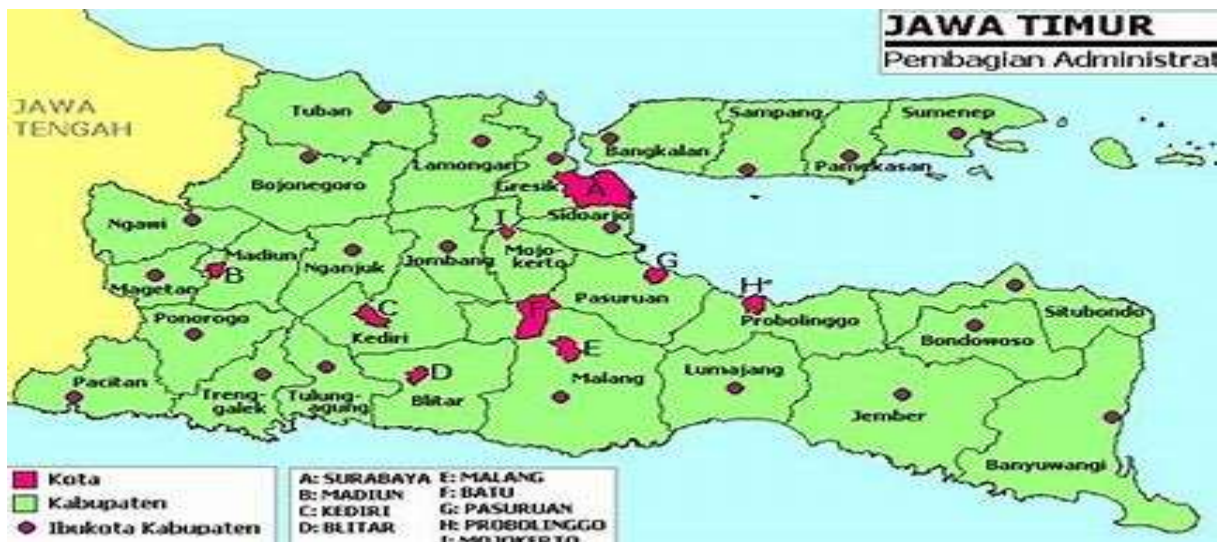 JAWA TIMUR
Pembagian Administrat
JAWA
TENGAH
Tuban
Lamongan
Bojonegoro
Gresik
A
Bangkalan
Sampang
Pamekasan
Sumenep
Ngawi
Madiun
B
Magetan
Nganjuk
Jombang
I
Mojo-
kerto
Sidoarjo
G
Pasuruan
H
Probolinggo
Situbondo
Bondowoso
Ponorogo
C
Kediri
F
E
Malang
Lumajang
Jember
Banyuwangi
Pacitan
Treng-
galek
Tulung-
agung
D
Blitar
Kota
Kabupaten
Ibukota Kabupaten
A: SURABAYA
B: MADIUN
C: KEDIRI
D: BLITAR
E: MALANG
F: BATU
G: PASURUAN
H: PROBOLINGGO
I: MOJOKERTO